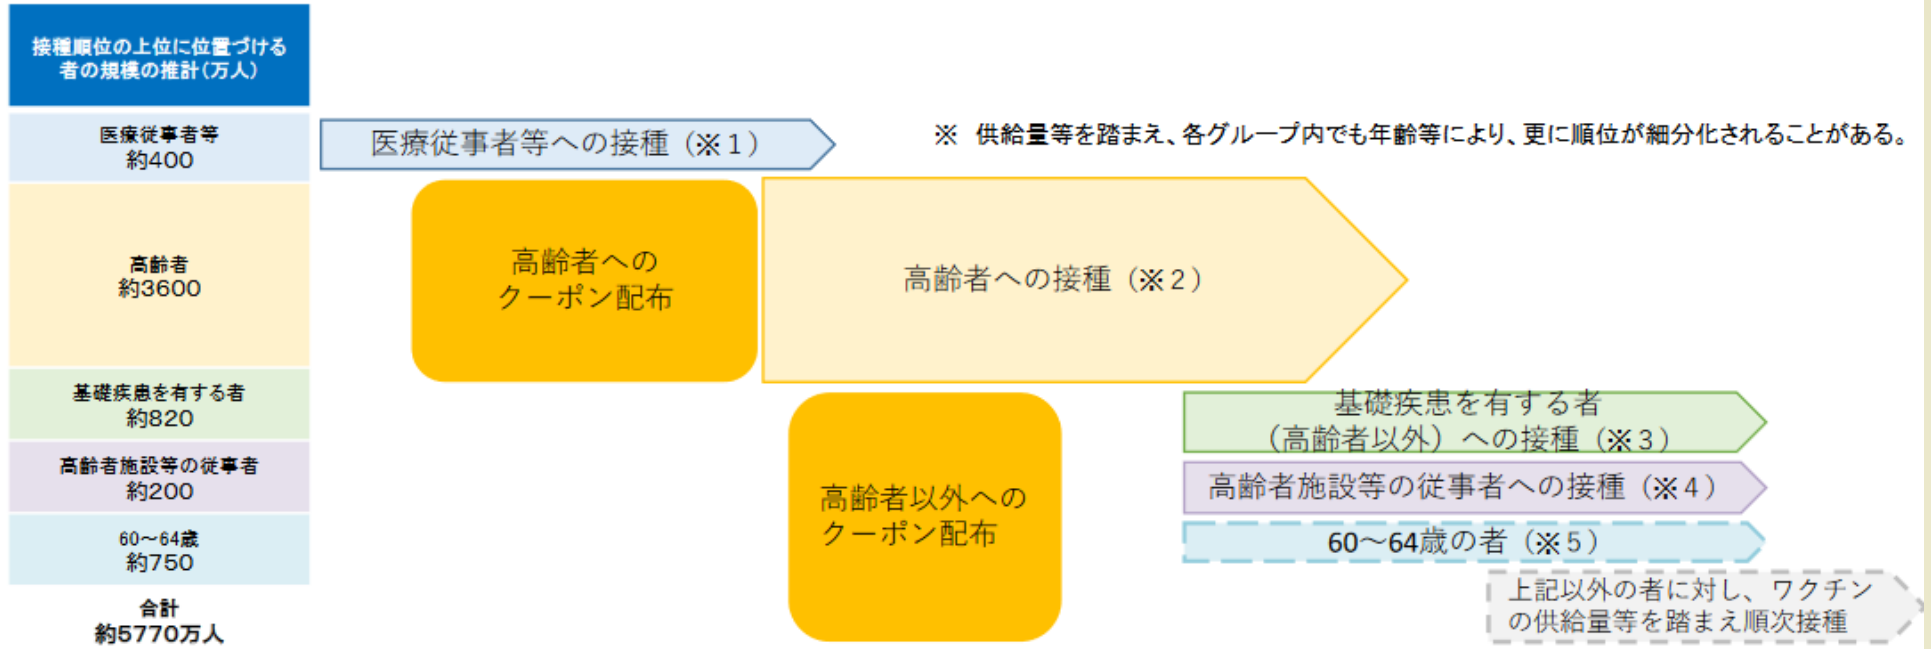 接種順位の上位に位置づける
者の規模の推計（万人）
医療従事者等
約400
医療従事者等への接種（※１）
※　供給量等を踏まえ、各グループ内でも年齢等により、更に順位が細分化されることがある。
高齢者
約3600
高齢者への
クーポン配布
高齢者への接種（※２）
基礎疾患を有する者
約820
高齢者施設等の従事者
約200
60～64歳
約750
合計
約5770万人
高齢者以外への
クーポン配布
基礎疾患を有する者
（高齢者以外）への接種（※３）
高齢者施設等の従事者への接種（※４）
60～64歳の者（※５）
上記以外の者に対し、ワクチン
の供給量等を踏まえ順次接種